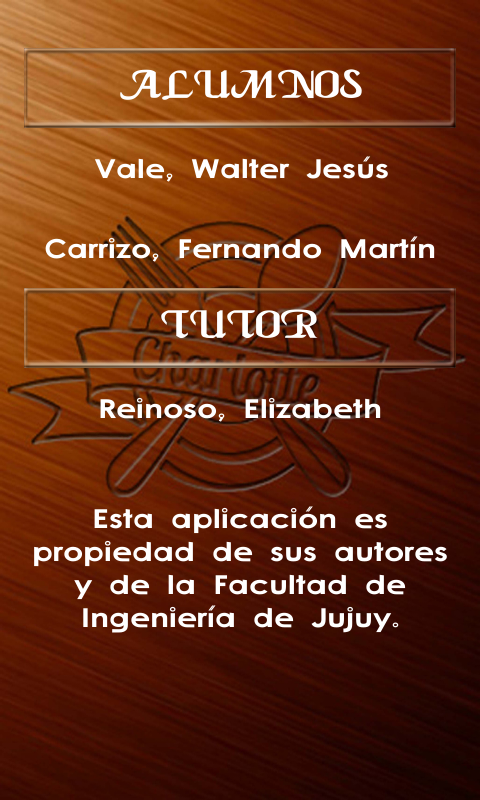 ALUMNOS
Vale, Walter Jesús
Carrizo, Fernando Martín
TUTOR
Charlotte
Reinoso, Elizabeth
Esta aplicación es
propiedad de sus autores
y de la Facultad de
Ingeniería de Jujuy.